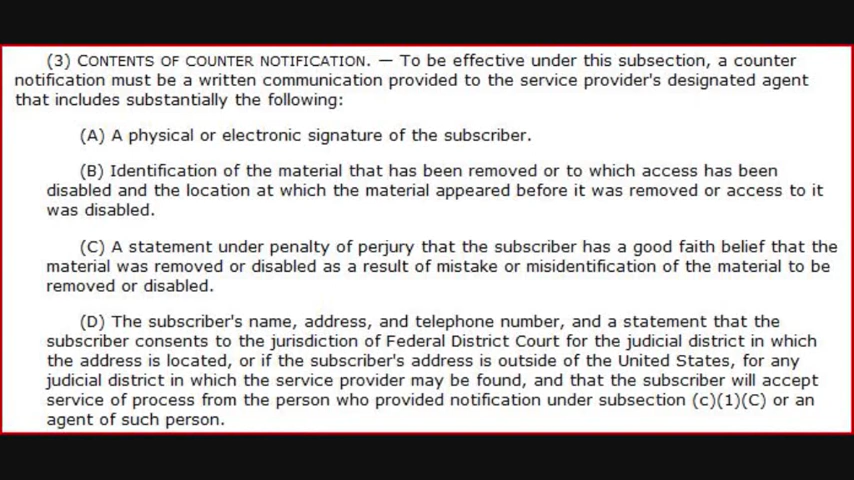 (3) CONTENTS OF COUNTER NOTIFICATION. — To be effective under this subsection, a counter
notification must be a written communication provided to the service provider's designated agent
that includes substantially the following:
(A) A physical or electronic signature of the subscriber.
(B) Identification of the material that has been removed or to which access has been
disabled and the location at which the material appeared before it was removed or access to it
was disabled.
(C) A statement under penalty of perjury that the subscriber has a good faith belief that the
material was removed or disabled as a result of mistake or misidentification of the material to be
removed or disabled.
(D) The subscriber's name, address, and telephone number, and a statement that the
subscriber consents to the jurisdiction of Federal District Court for the judicial district in which
the address is located, or if the subscriber's address is outside of the United States, for any
judicial district in which the service provider may be found, and that the subscriber will accept
service of process from the person who provided notification under subsection (c)(1)(C) or an
agent of such person.